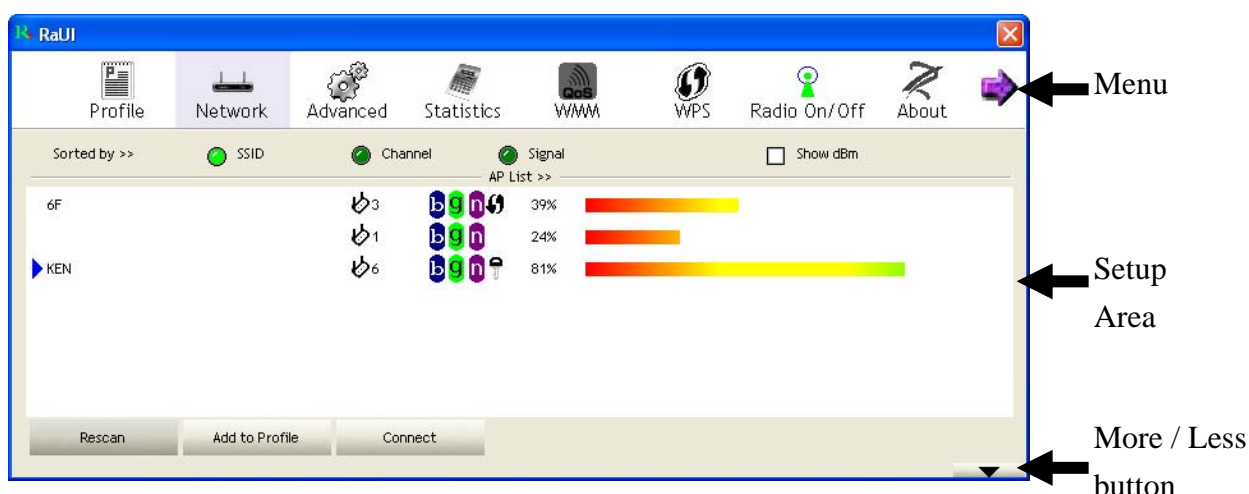 RaUI
Profile Network Advanced Statistics WMM WPS Radio On/Off About
QoS
Menu
Sorted by >> SSID Channel Signal Show dBm
AP List >>
6F 3 b g n 39%
1 b g n 24%
KEN 6 b g n 81%
Setup
Area
Rescan Add to Profile Connect
More / Less
button